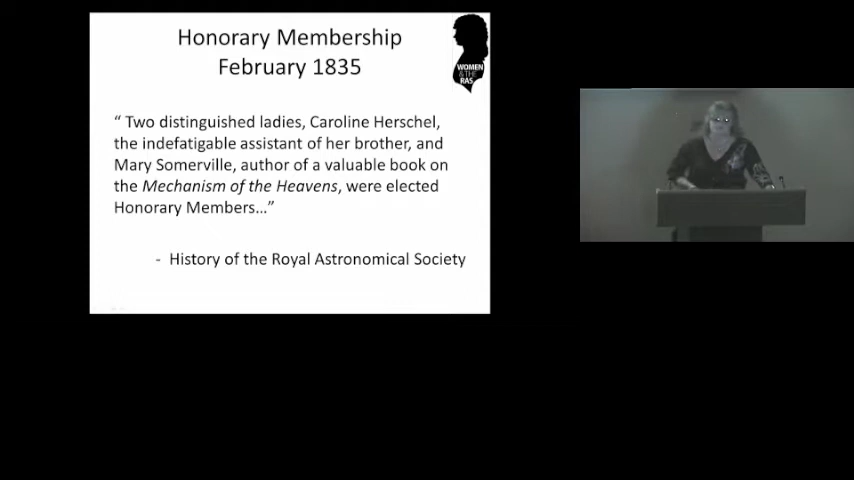 Honorary Membership
February 1835
WOMEN
& THE
RAS
“ Two distinguished ladies, Caroline Herschel,
the indefatigable assistant of her brother, and
Mary Somerville, author of a valuable book on
the Mechanism of the Heavens, were elected
Honorary Members…”
- History of the Royal Astronomical Society